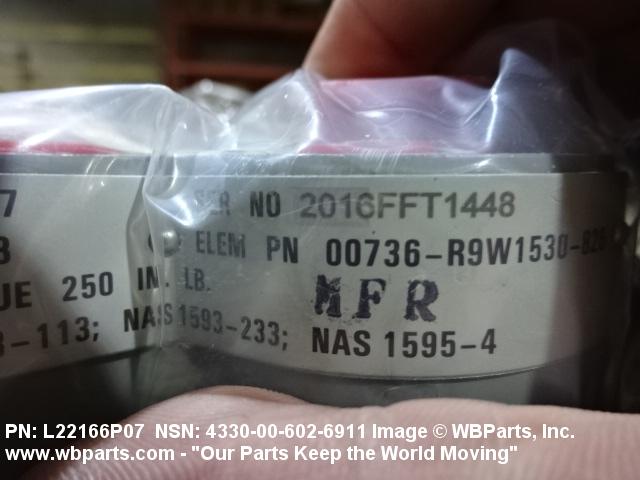 7 SER NO 2016FFT1448
ELEM PN 00736-R9W1530-826
UE 250 IN. LB. MFR
-113; NAS 1593-233; NAS 1595-4
PN: L22166P07 NSN: 4330-00-602-6911 Image © WBParts, Inc.
www.wbparts.com - "Our Parts Keep the World Moving"